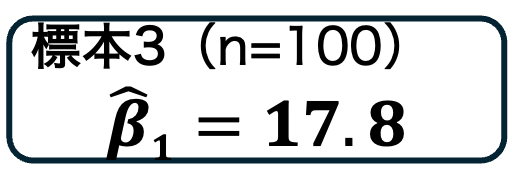 標本3（n=100）
β̂₁ = 17.8